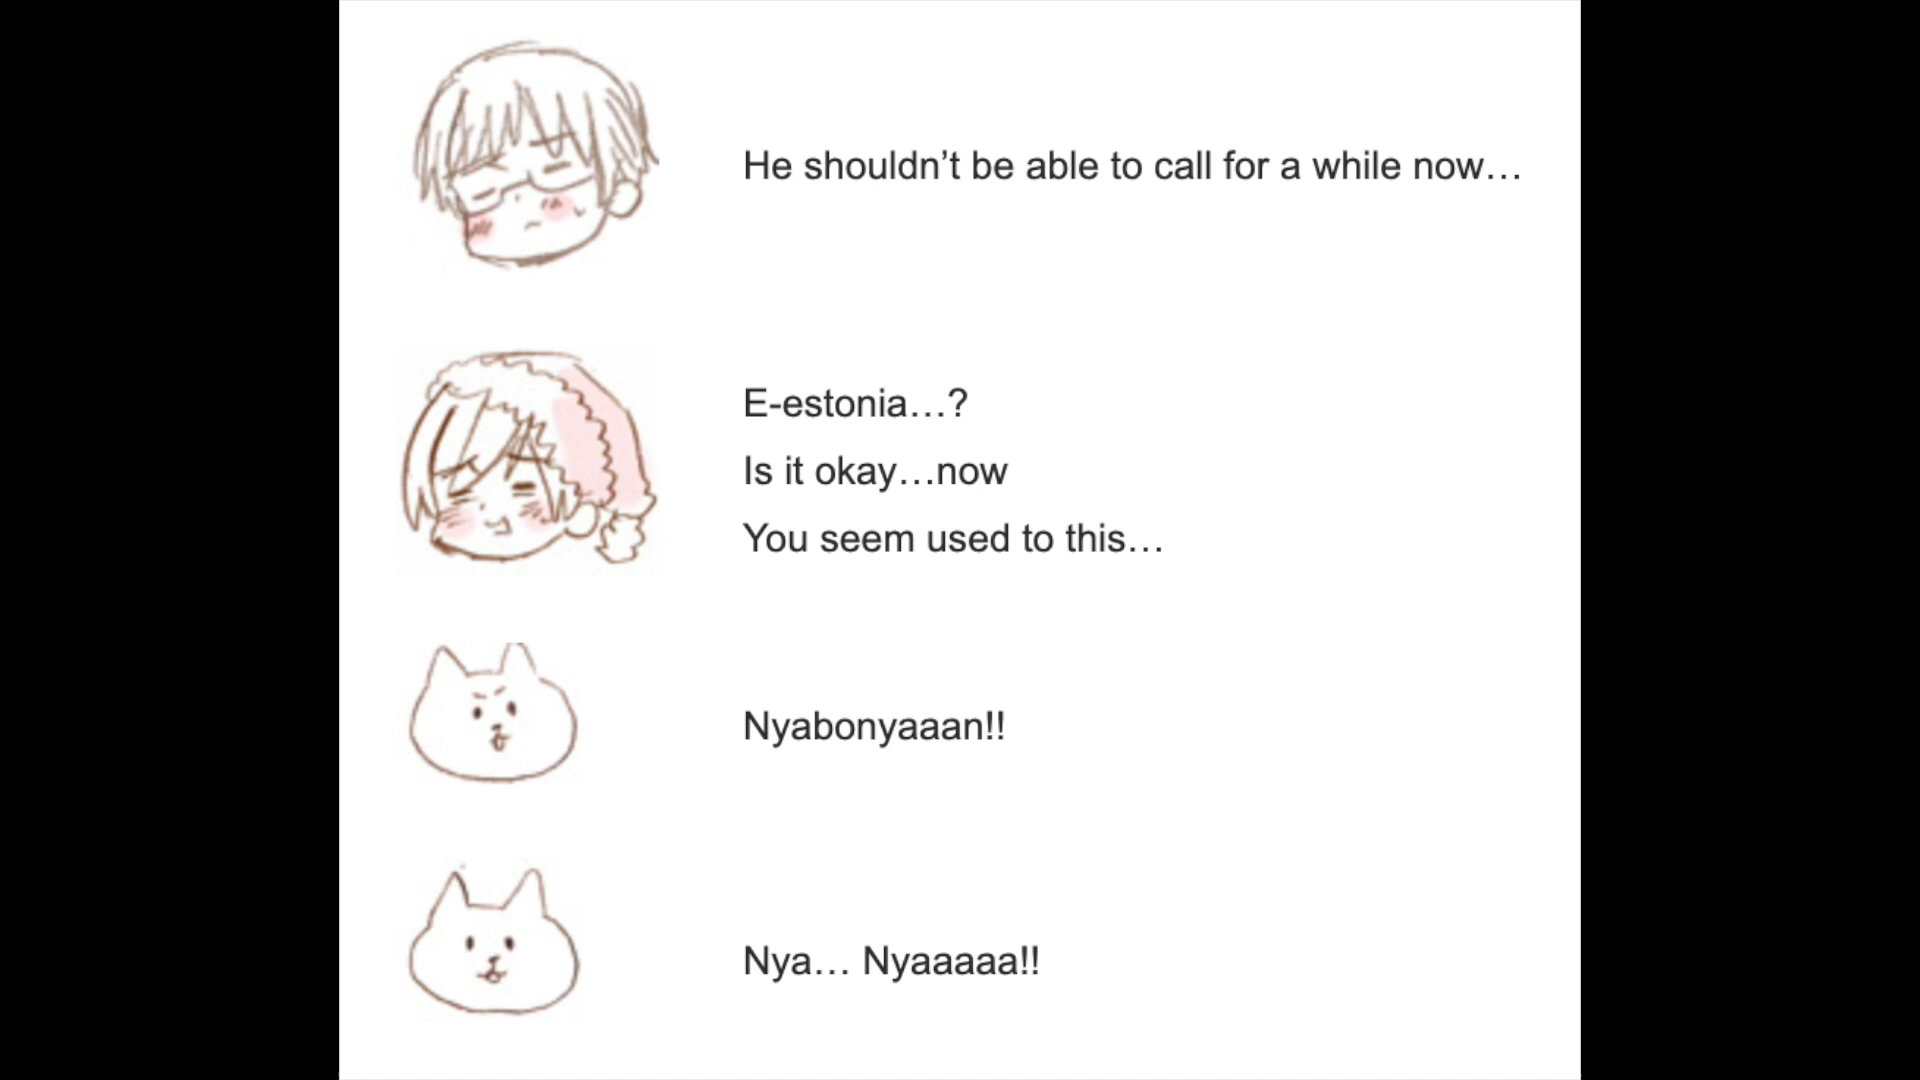 He shouldn’t be able to call for a while now…
E-estonia…?
Is it okay…now
You seem used to this…
Nyabonyaaan!!
Nya… Nyaaaaa!!